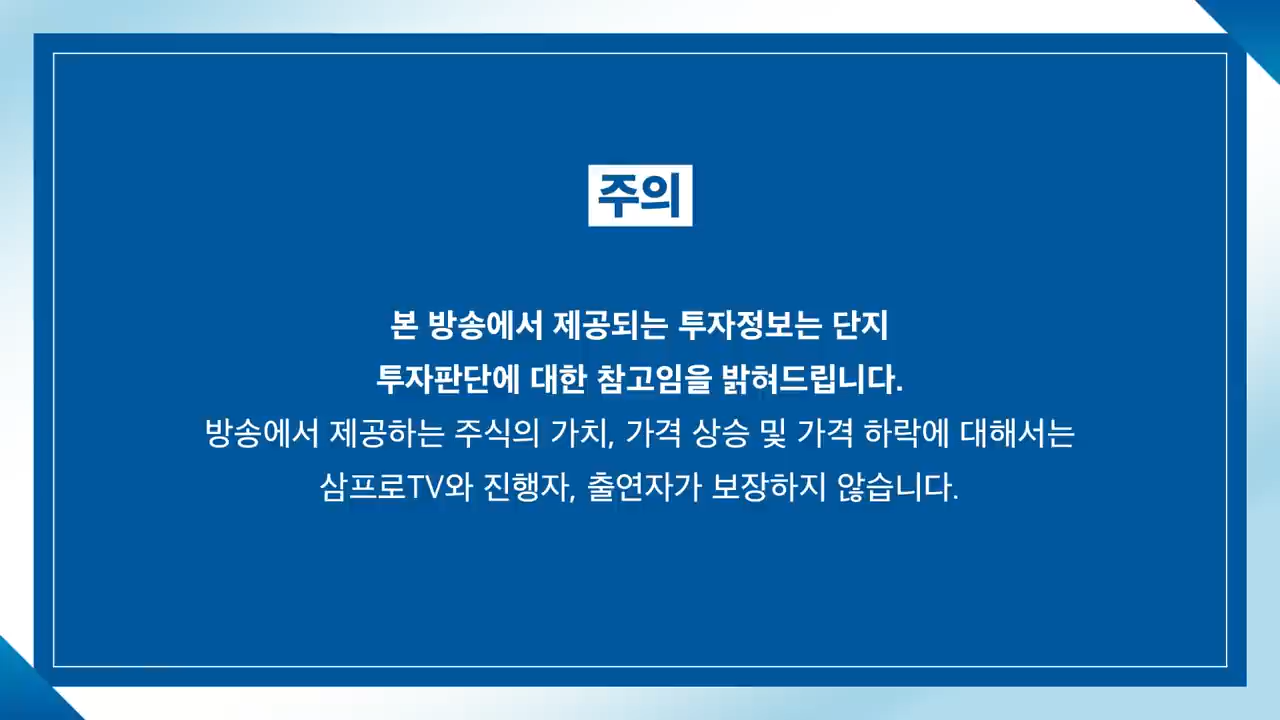 주의
본 방송에서 제공되는 투자정보는 단지
투자판단에 대한 참고임을 밝혀드립니다.
방송에서 제공하는 주식의 가치, 가격 상승 및 가격 하락에 대해서는
삼프로TV와 진행자, 출연자가 보장하지 않습니다.